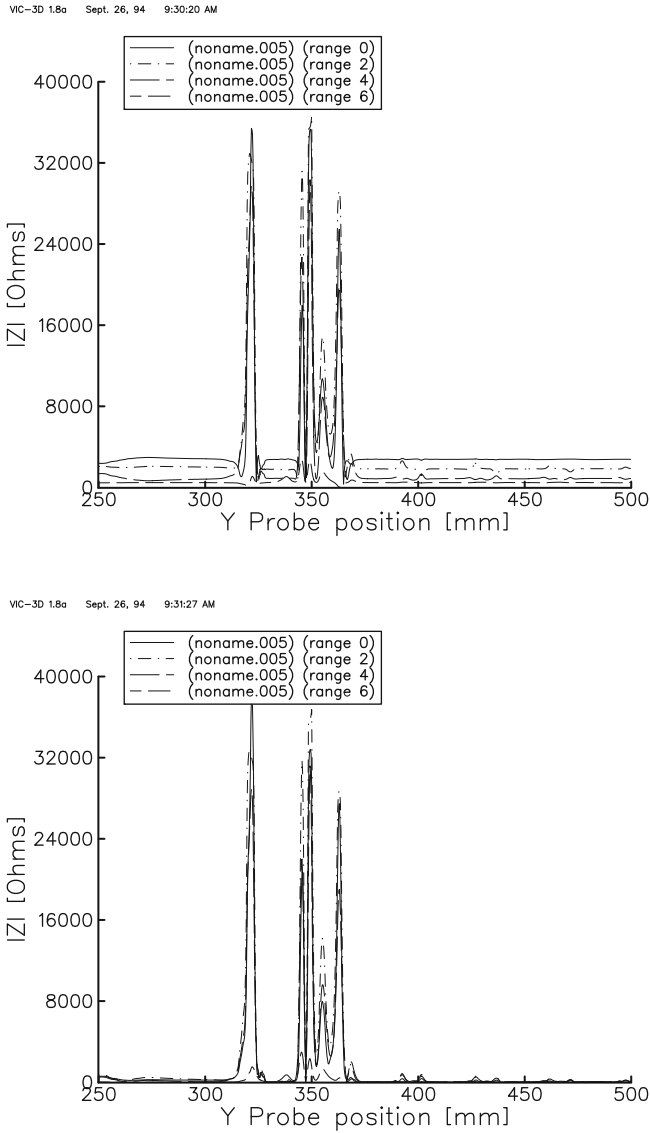 VIC-3D 1.8a Sept. 26, 94 9:30:20 AM
(noname.005) (range 0)
(noname.005) (range 2)
(noname.005) (range 4)
(noname.005) (range 6)
40000
32000
24000
16000
8000
0
|Z| [Ohms]
250 300 350 400 450 500
Y Probe position [mm]
VIC-3D 1.8a Sept. 26, 94 9:31:27 AM
(noname.005) (range 0)
(noname.005) (range 2)
(noname.005) (range 4)
(noname.005) (range 6)
40000
32000
24000
16000
8000
0
|Z| [Ohms]
250 300 350 400 450 500
Y Probe position [mm]